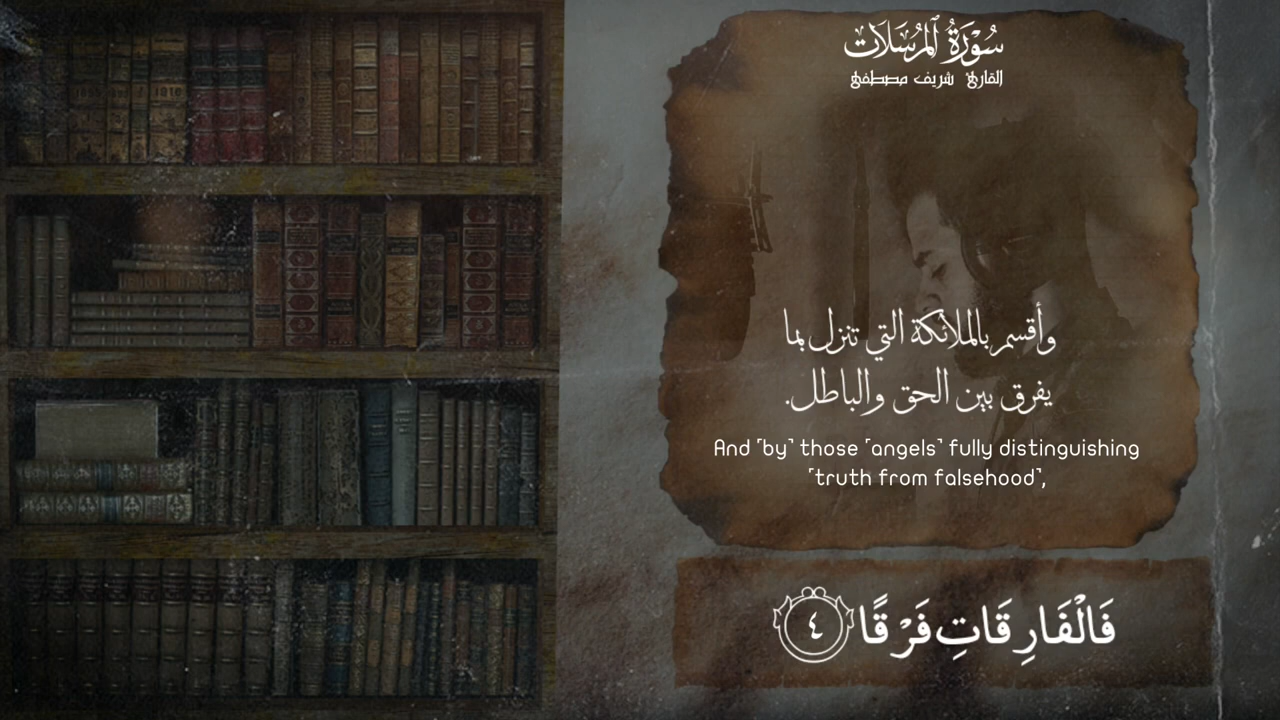 سُورَةُ ٱلْمُرْسَلَات
القارئ شريف مصطفى
وأقسم بالملائكة التي تنزل بما
يفرق بين الحق والباطل.
And ˹by˺ those ˹angels˺ fully distinguishing
˹truth from falsehood˺,
فَالْفَارِقَاتِ فَرْقًا ٤